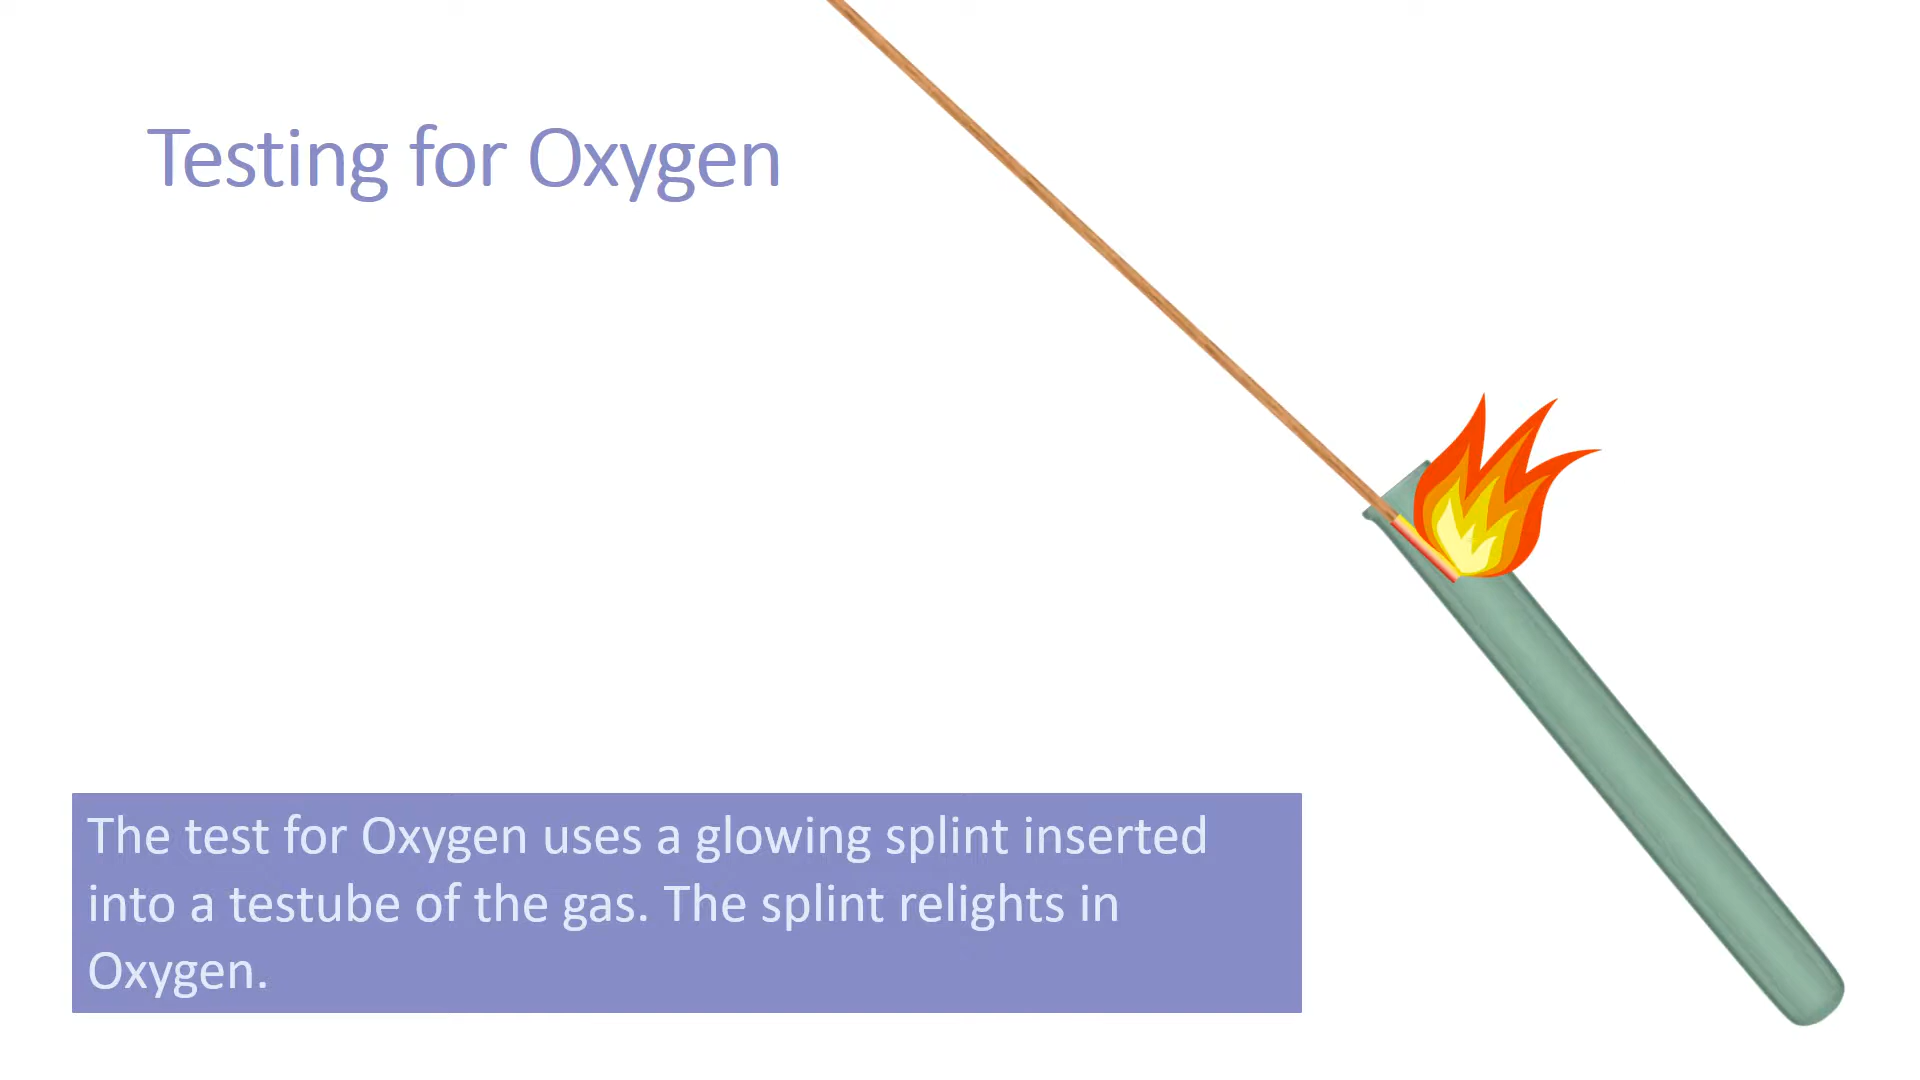 Testing for Oxygen
The test for Oxygen uses a glowing splint inserted
into a testube of the gas. The splint relights in
Oxygen.